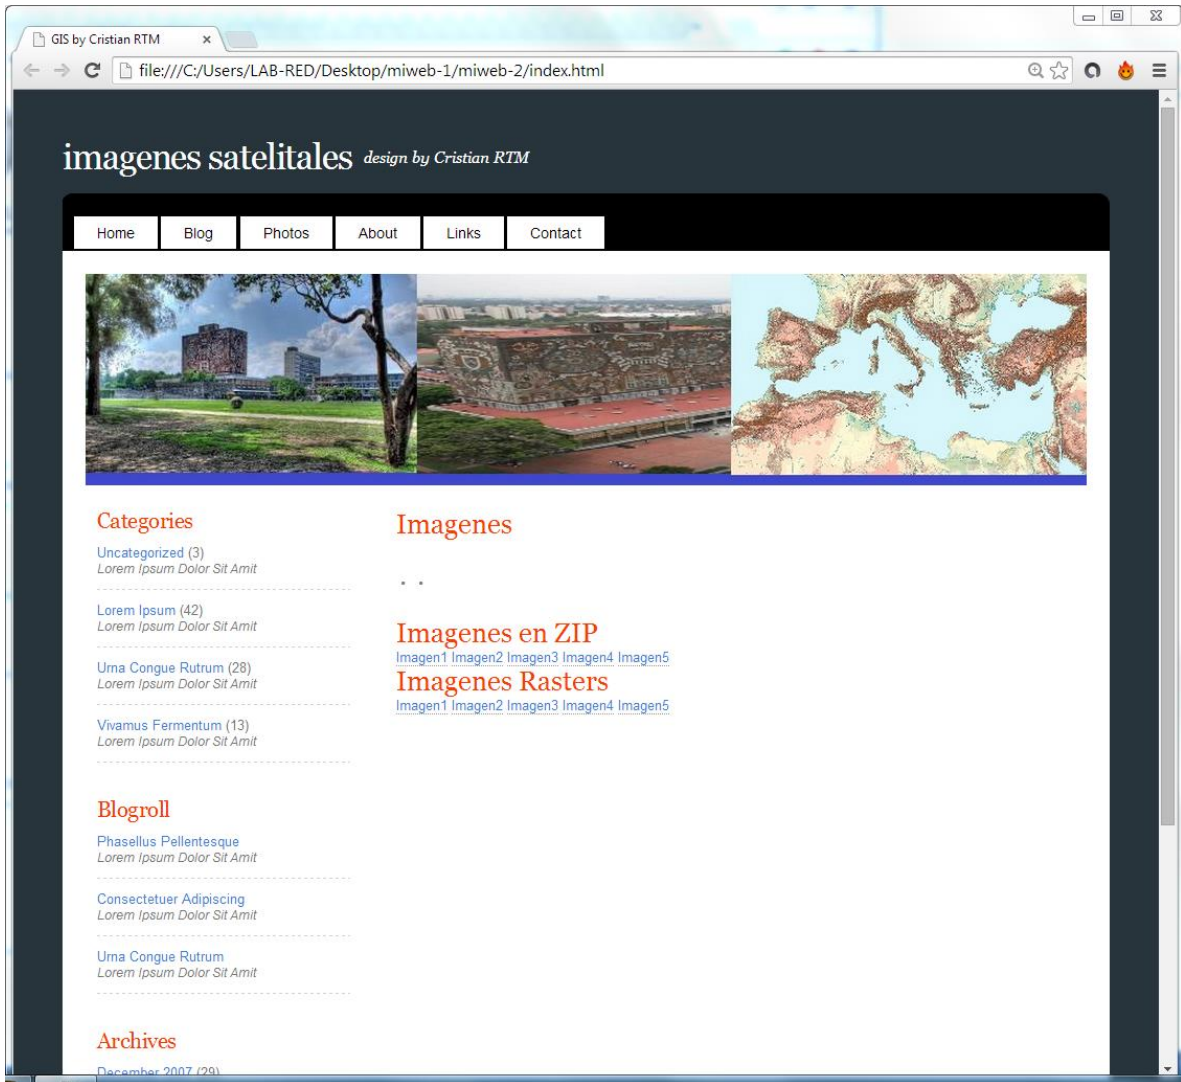 GIS by Cristian RTM
file:///C:/Users/LAB-RED/Desktop/miweb-1/miweb-2/index.html
imagenes satelitales design by Cristian RTM
Home Blog Photos About Links Contact
Categories
Uncategorized (3)
Lorem Ipsum Dolor Sit Amit
Lorem Ipsum (42)
Lorem Ipsum Dolor Sit Amit
Urna Congue Rutrum (28)
Lorem Ipsum Dolor Sit Amit
Vivamus Fermentum (13)
Lorem Ipsum Dolor Sit Amit
Blogroll
Phasellus Pellentesque
Lorem Ipsum Dolor Sit Amit
Consectetuer Adipiscing
Lorem Ipsum Dolor Sit Amit
Urna Congue Rutrum
Lorem Ipsum Dolor Sit Amit
Archives
December 2007 (29)
Imagenes
. .
Imagenes en ZIP
Imagen1 Imagen2 Imagen3 Imagen4 Imagen5
Imagenes Rasters
Imagen1 Imagen2 Imagen3 Imagen4 Imagen5